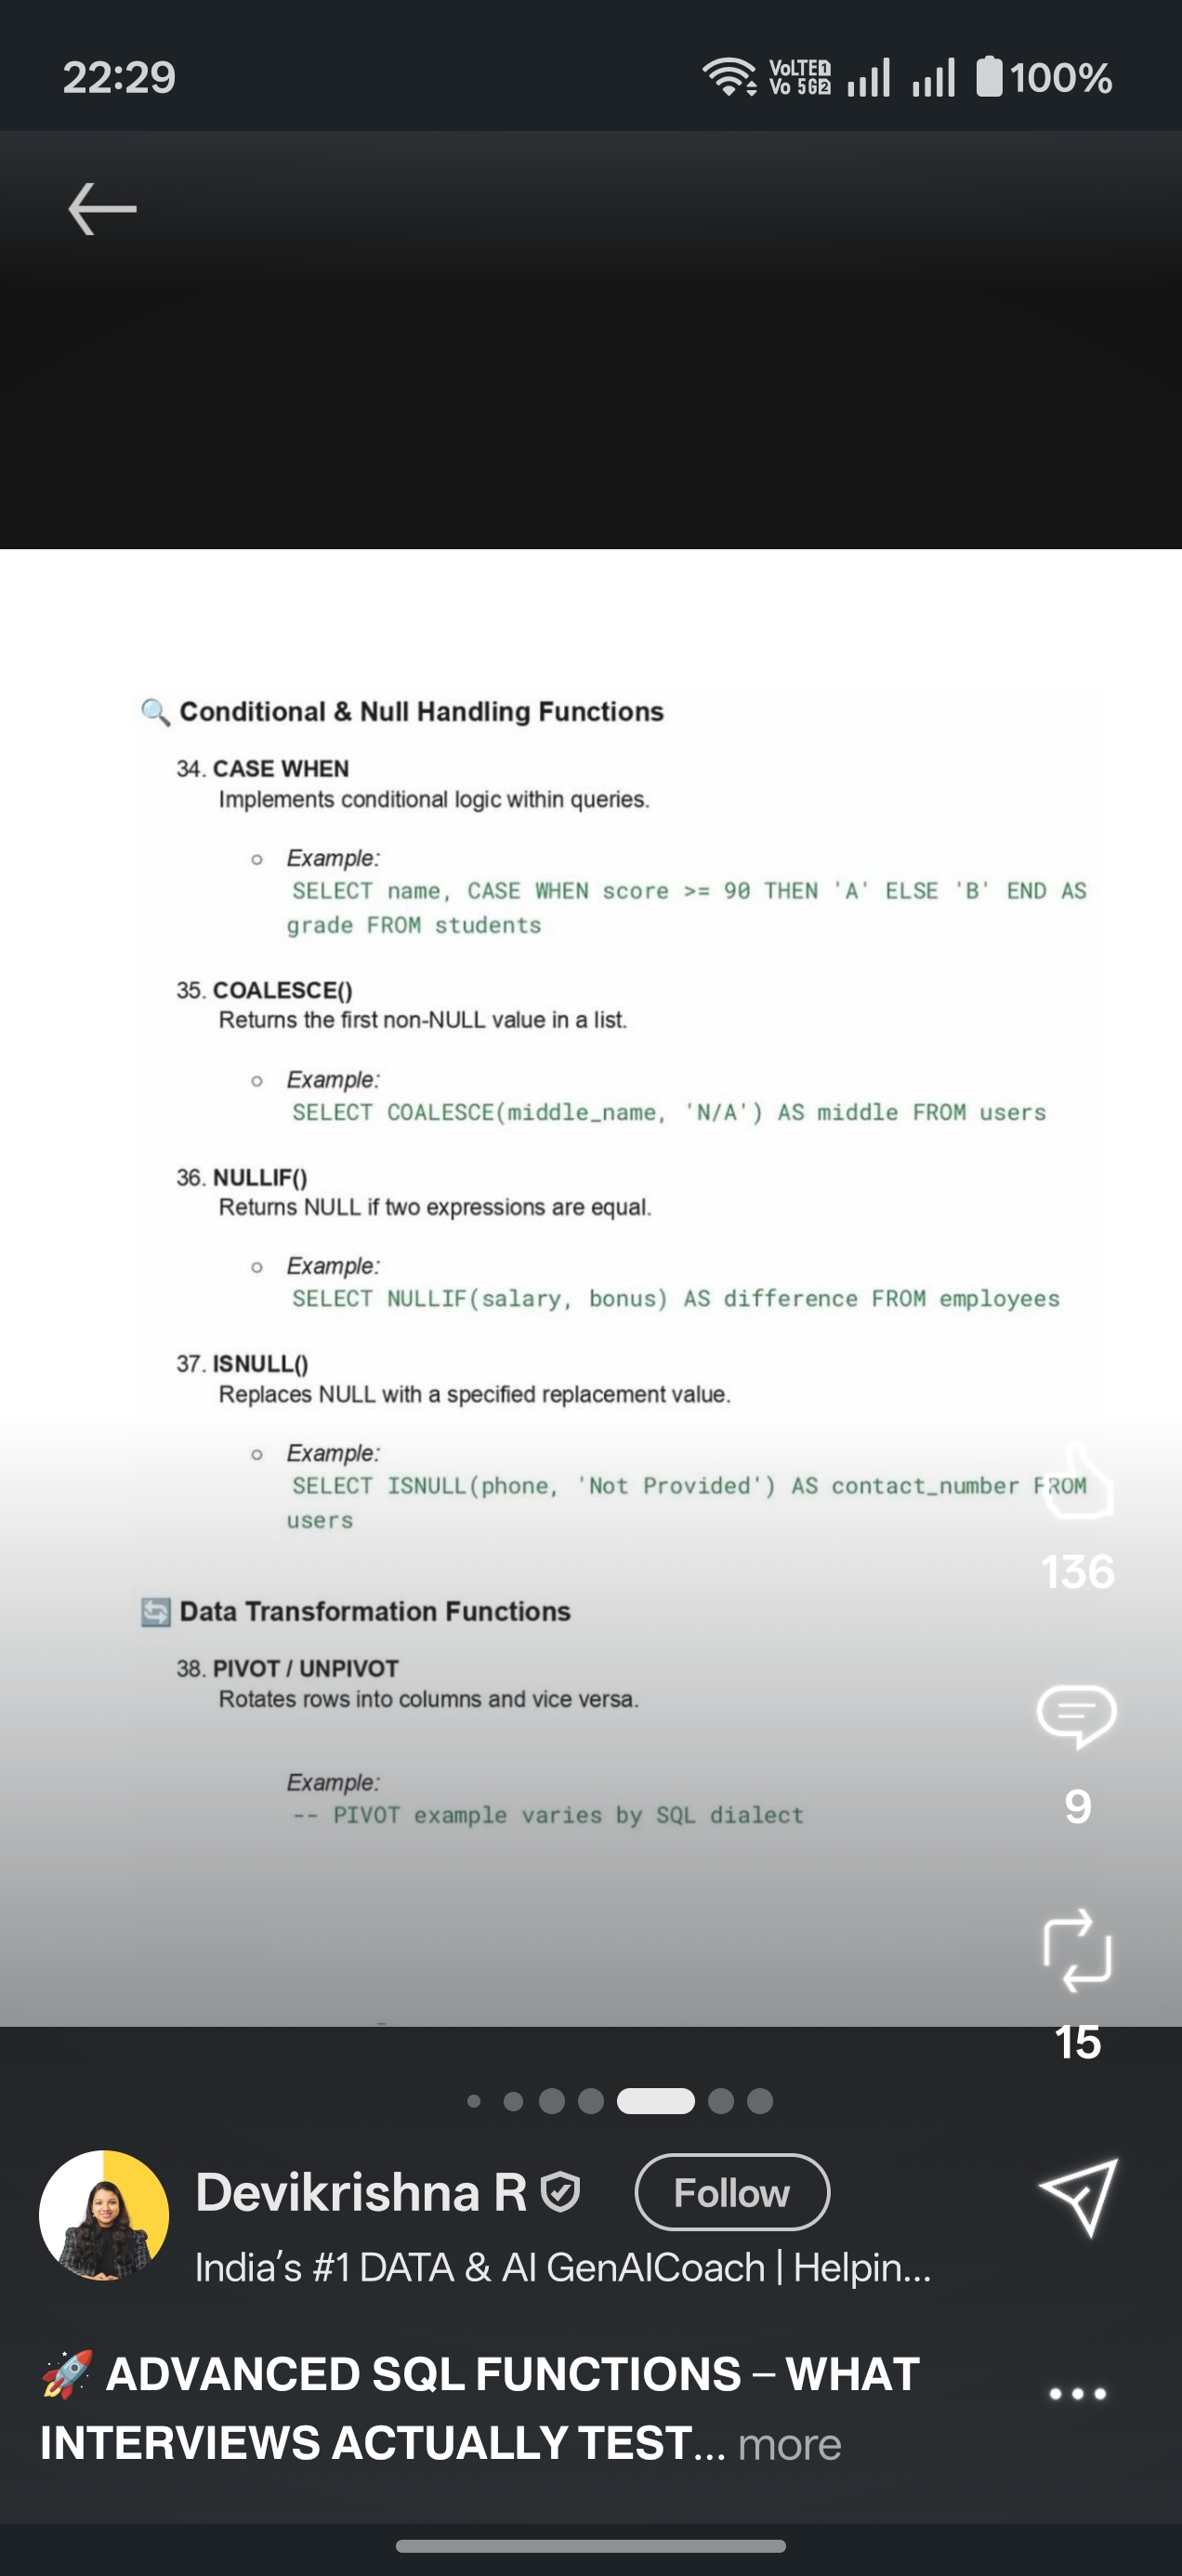 22:29
VoLTE1
Vo 5G2
100%
🔍 Conditional & Null Handling Functions
34. CASE WHEN
Implements conditional logic within queries.
○ Example:
SELECT name, CASE WHEN score >= 90 THEN 'A' ELSE 'B' END AS
grade FROM students
35. COALESCE()
Returns the first non-NULL value in a list.
○ Example:
SELECT COALESCE(middle_name, 'N/A') AS middle FROM users
36. NULLIF()
Returns NULL if two expressions are equal.
○ Example:
SELECT NULLIF(salary, bonus) AS difference FROM employees
37. ISNULL()
Replaces NULL with a specified replacement value.
○ Example:
SELECT ISNULL(phone, 'Not Provided') AS contact_number FROM
users
136
🔄 Data Transformation Functions
38. PIVOT / UNPIVOT
Rotates rows into columns and vice versa.
Example:
-- PIVOT example varies by SQL dialect
9
15
Devikrishna R
Follow
India's #1 DATA & AI GenAICoach | Helpin...
🚀 ADVANCED SQL FUNCTIONS – WHAT
INTERVIEWS ACTUALLY TEST... more